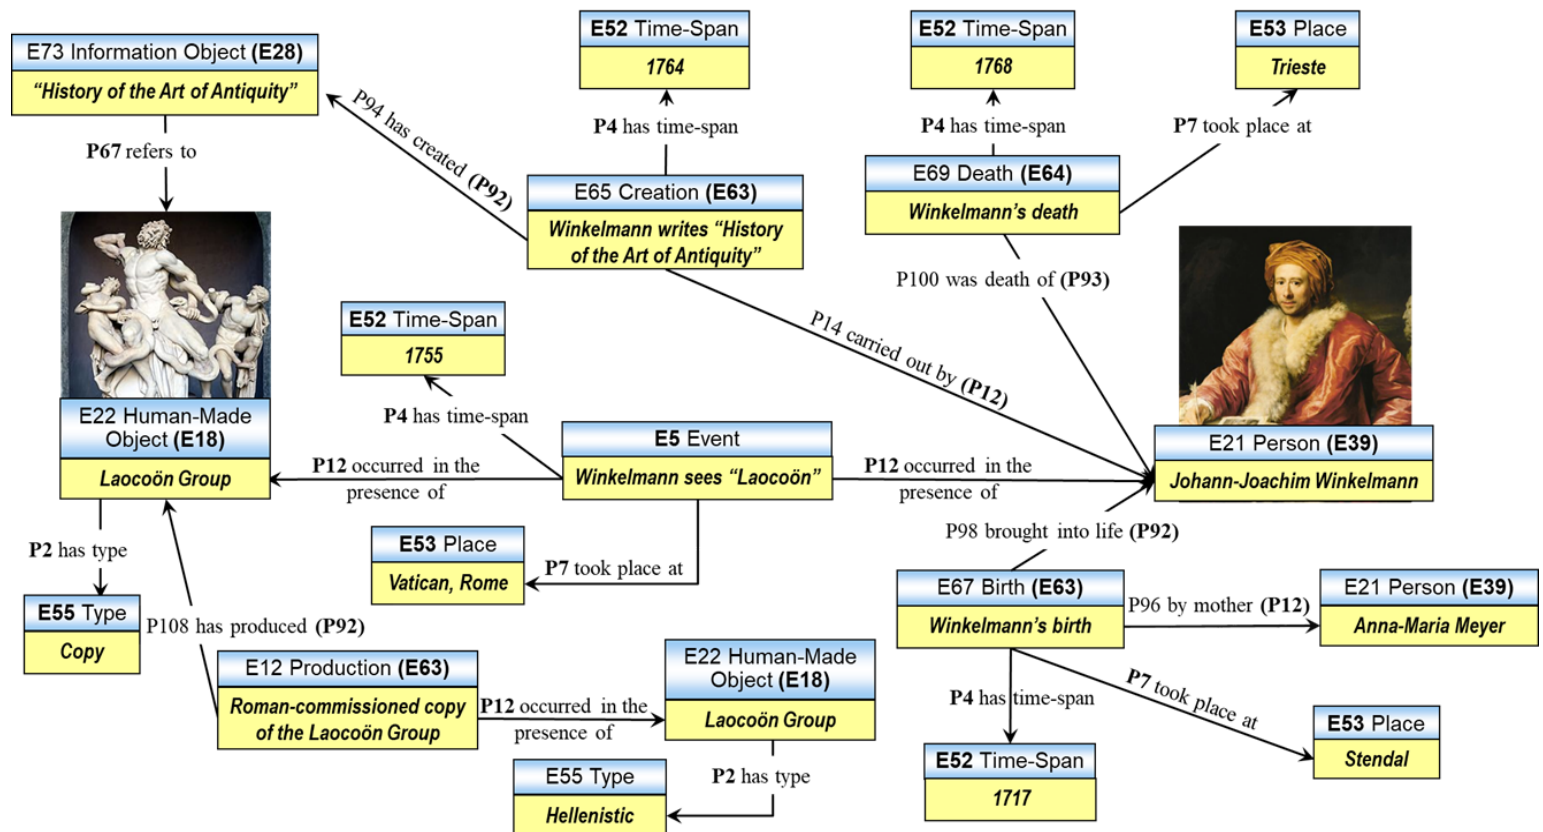 E73 Information Object (E28)
“History of the Art of Antiquity”
P67 refers to
P94 has created (P92)
E52 Time-Span
1764
P4 has time-span
E65 Creation (E63)
Winkelmann writes “History
of the Art of Antiquity”
E52 Time-Span
1768
P4 has time-span
E69 Death (E64)
Winkelmann’s death
E53 Place
Trieste
P7 took place at
P100 was death of (P93)
P14 carried out by (P12)
E52 Time-Span
1755
P4 has time-span
E22 Human-Made
Object (E18)
Laocoön Group
P12 occurred in the
presence of
E5 Event
Winkelmann sees “Laocoön”
P12 occurred in the
presence of
E21 Person (E39)
Johann-Joachim Winkelmann
P2 has type
E55 Type
Copy
E53 Place
Vatican, Rome
P7 took place at
P98 brought into life (P92)
E67 Birth (E63)
Winkelmann’s birth
P96 by mother (P12)
E21 Person (E39)
Anna-Maria Meyer
P108 has produced (P92)
E12 Production (E63)
Roman-commissioned copy
of the Laocoön Group
P12 occurred in the
presence of
E22 Human-Made
Object (E18)
Laocoön Group
P2 has type
E55 Type
Hellenistic
P4 has time-span
E52 Time-Span
1717
P7 took place at
E53 Place
Stendal